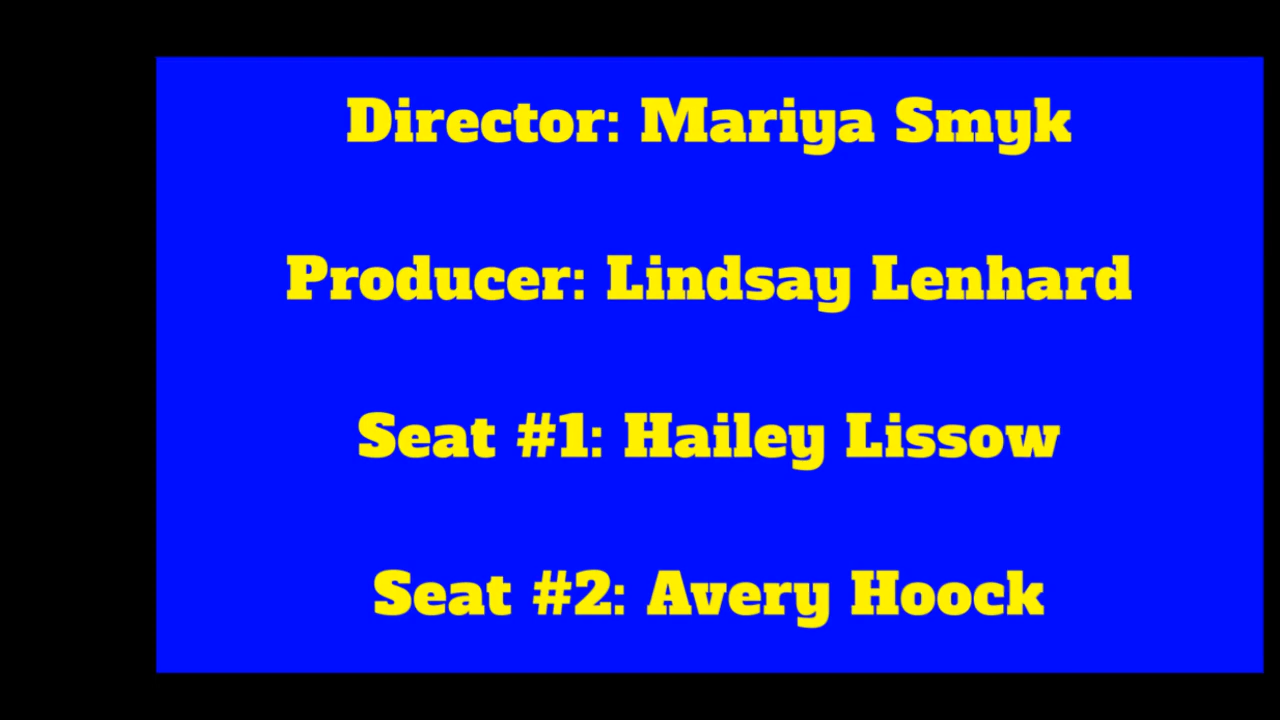 Director: Mariya Smyk
Producer: Lindsay Lenhard
Seat #1: Hailey Lissow
Seat #2: Avery Hoock